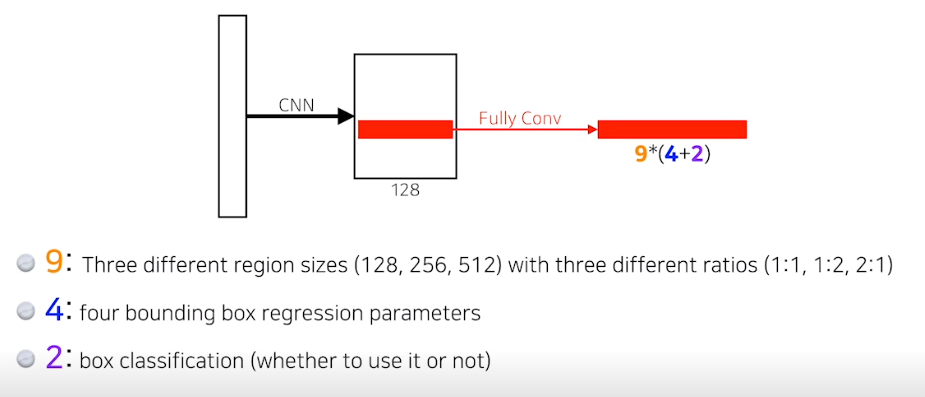 CNN
Fully Conv
9*(4+2)
128
9: Three different region sizes (128, 256, 512) with three different ratios (1:1, 1:2, 2:1)
4: four bounding box regression parameters
2: box classification (whether to use it or not)